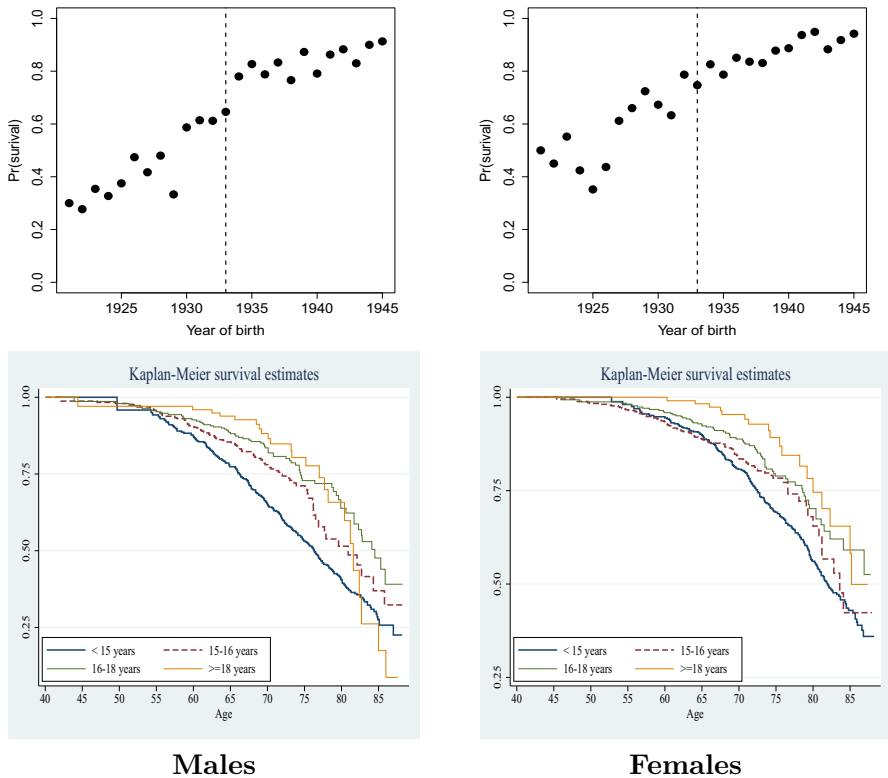 Pr(surival)
0.0 0.2 0.4 0.6 0.8 1.0
1925 1930 1935 1940 1945
Year of birth
Pr(survival)
0.0 0.2 0.4 0.6 0.8 1.0
1925 1930 1935 1940 1945
Year of birth
Kaplan-Meier survival estimates
1.00
0.75
0.50
0.25
< 15 years 15-16 years
16-18 years >=18 years
40 45 50 55 60 65 70 75 80 85
Age
Kaplan-Meier survival estimates
1.00
0.75
0.50
0.25
< 15 years 15-16 years
16-18 years >=18 years
40 45 50 55 60 65 70 75 80 85
Age
Males
Females